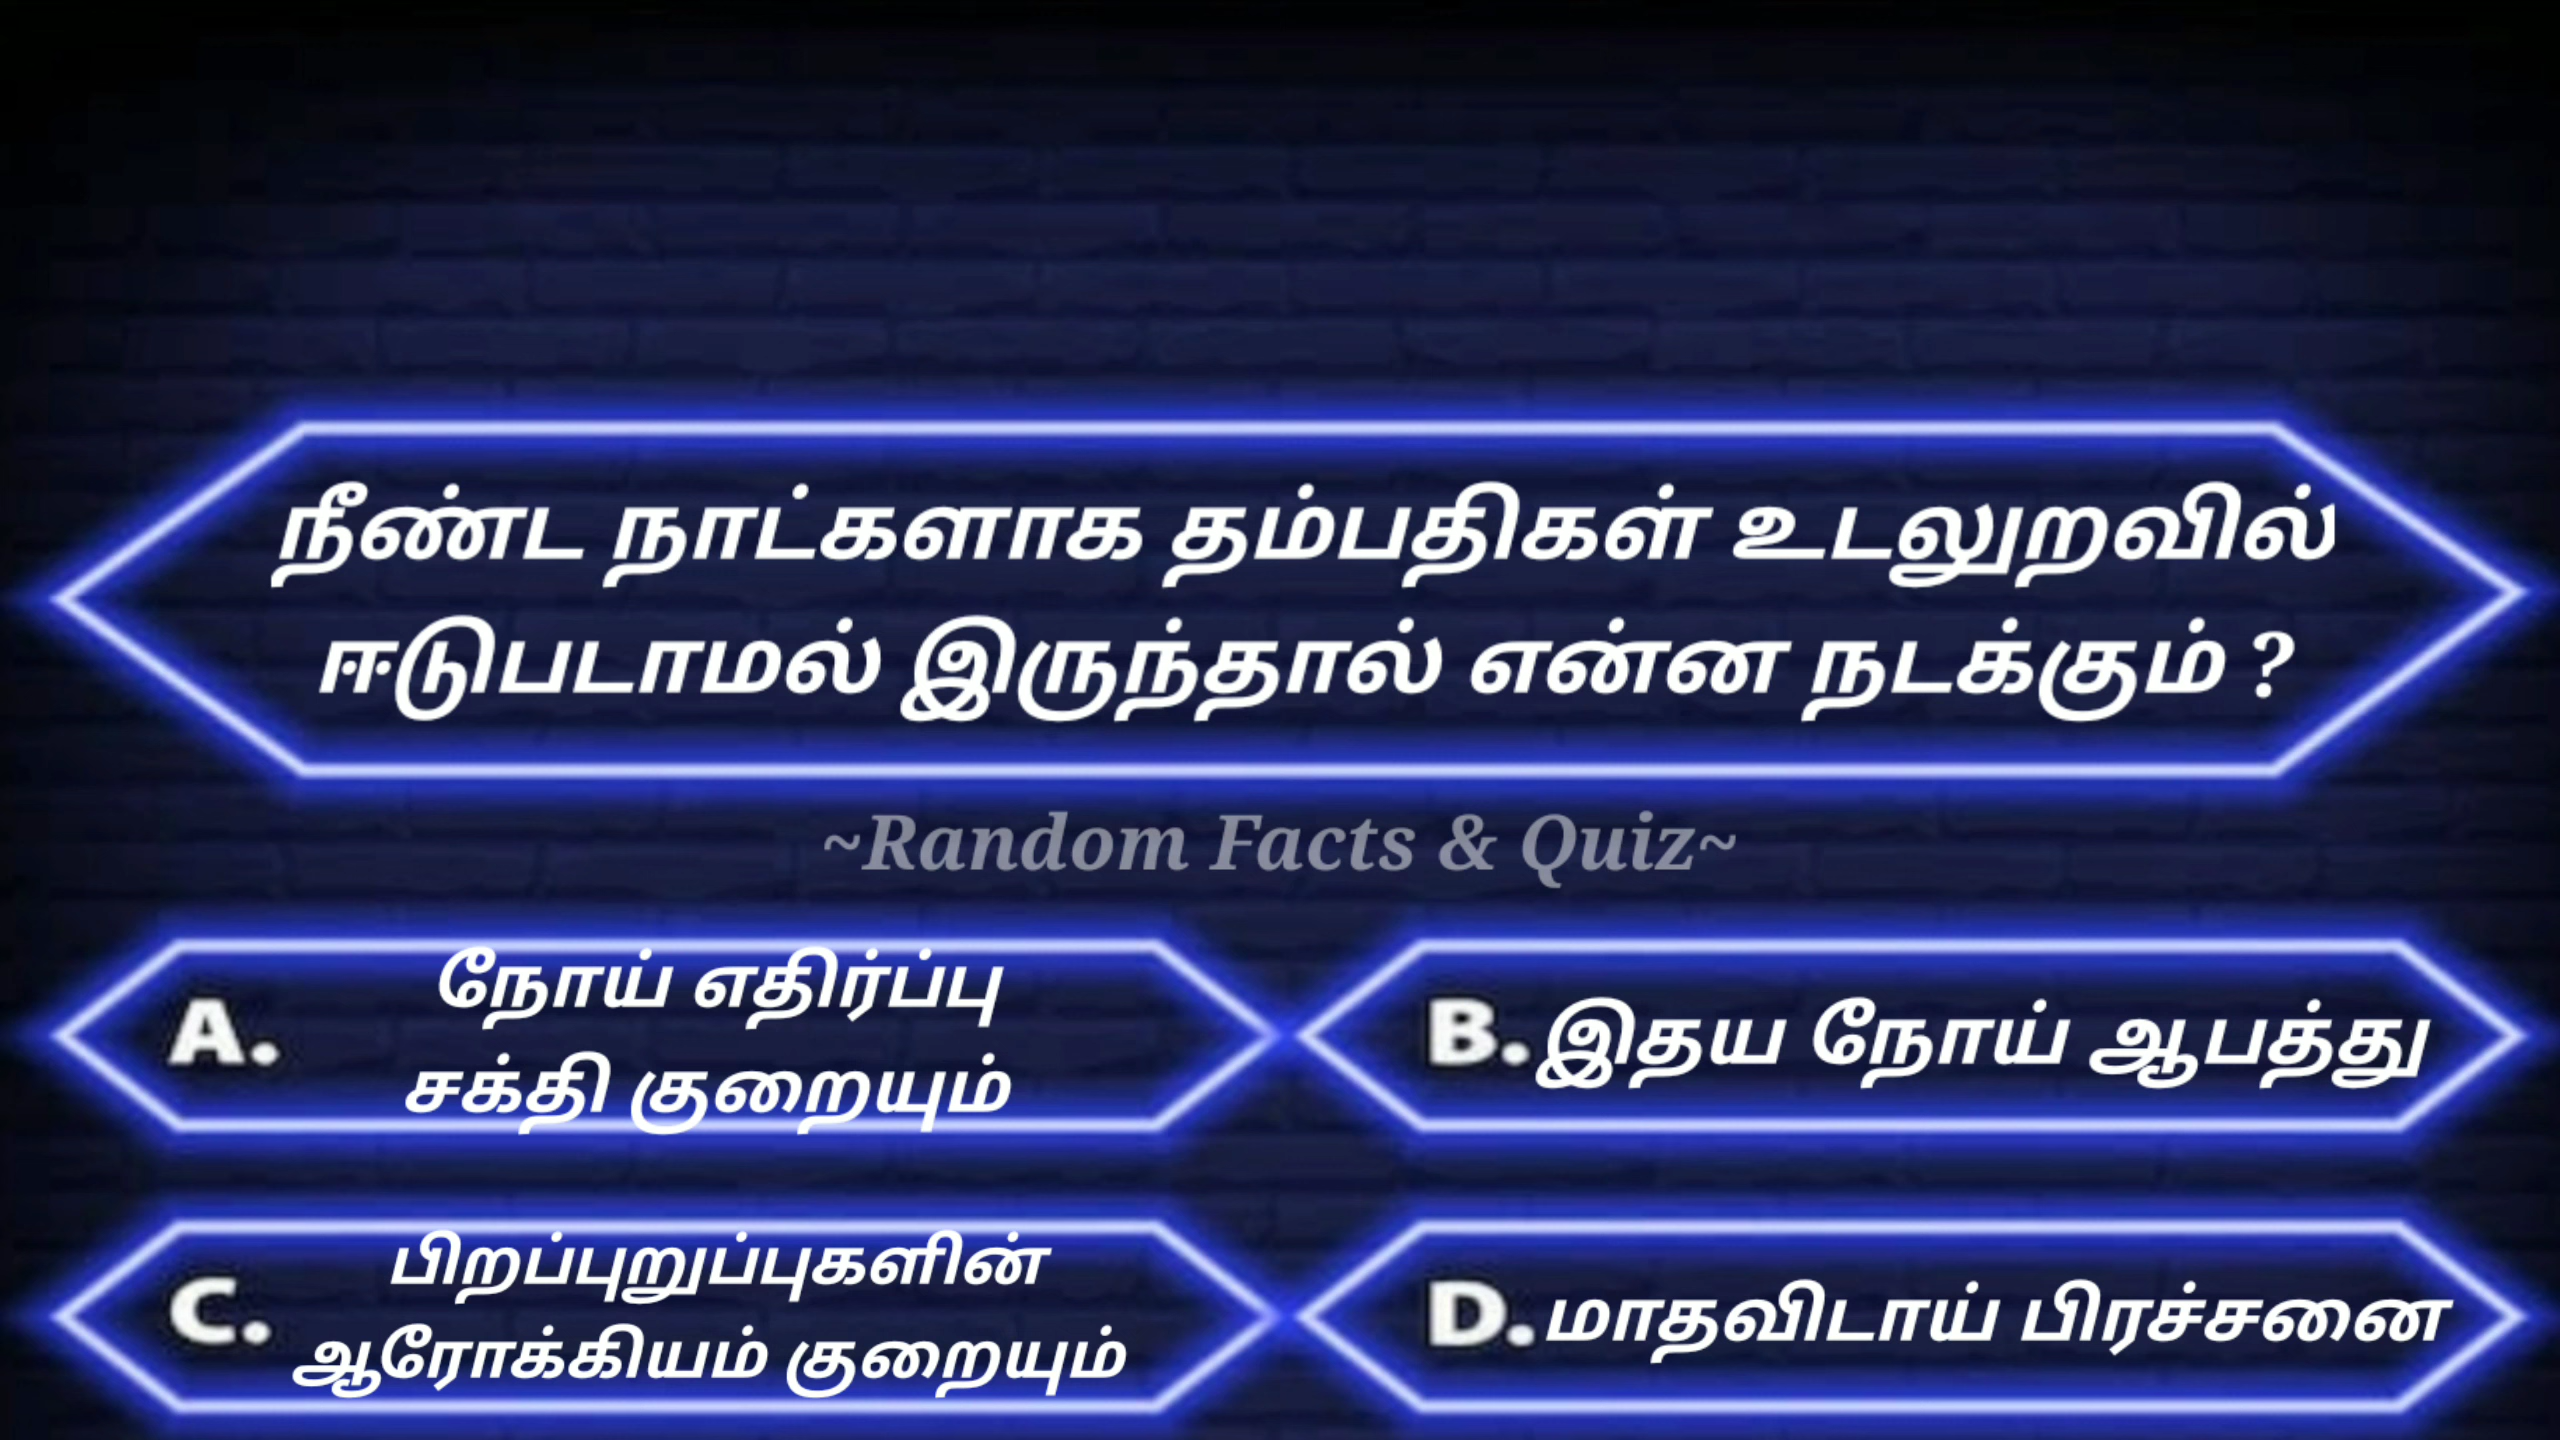 நீண்ட நாட்களாக தம்பதிகள் உடலுறவில்
ஈடுபடாமல் இருந்தால் என்ன நடக்கும் ?
~Random Facts & Quiz~
A. நோய் எதிர்ப்பு
சக்தி குறையும்
B. இதய நோய் ஆபத்து
C. பிறப்புறுப்புகளின்
ஆரோக்கியம் குறையும்
D. மாதவிடாய் பிரச்சனை